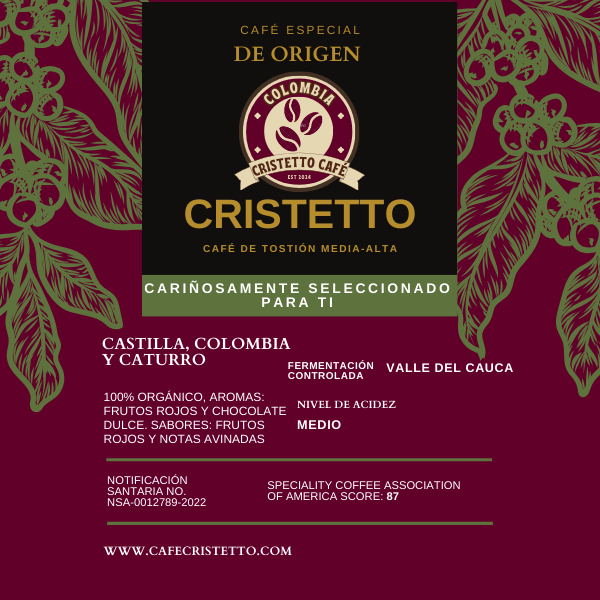 CAFÉ ESPECIAL
DE ORIGEN
COLOMBIA
CRISTETTO CAFÉ
EST 2014
CRISTETTO
CAFÉ DE TOSTIÓN MEDIA-ALTA
CARIÑOSAMENTE SELECCIONADO
PARA TI
CASTILLA, COLOMBIA
Y CATURRO
FERMENTACIÓN
CONTROLADA
VALLE DEL CAUCA
100% ORGÁNICO, AROMAS:
FRUTOS ROJOS Y CHOCOLATE
DULCE. SABORES: FRUTOS
ROJOS Y NOTAS AVINADAS
NIVEL DE ACIDEZ
MEDIO
NOTIFICACIÓN
SANTARIA NO.
NSA-0012789-2022
SPECIALITY COFFEE ASSOCIATION
OF AMERICA SCORE: 87
WWW.CAFECRISTETTO.COM